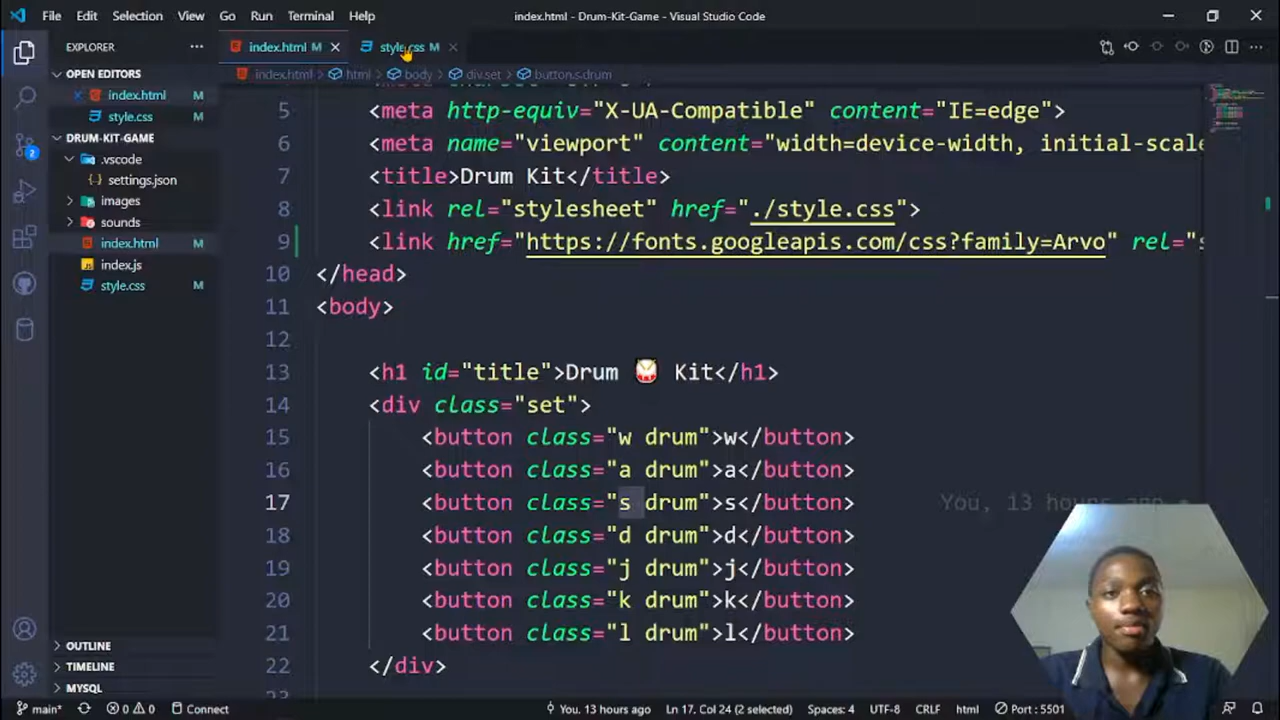 File Edit Selection View Go Run Terminal Help
index.html - Drum-Kit-Game - Visual Studio Code
EXPLORER
OPEN EDITORS
index.html M
style.css M
DRUM-KIT-GAME
.vscode
settings.json
images
sounds
index.html M
index.js
style.css M
OUTLINE
TIMELINE
MYSQL
2
index.html M
style.css M
index.html > html > body > div.set > button.s.drum
5 <meta http-equiv="X-UA-Compatible" content="IE=edge">
6 <meta name="viewport" content="width=device-width, initial-scale
7 <title>Drum Kit</title>
8 <link rel="stylesheet" href="./style.css">
9 <link href="https://fonts.googleapis.com/css?family=Arvo" rel="s
10 </head>
11 <body>
12
13 <h1 id="title">Drum 🥁 Kit</h1>
14 <div class="set">
15 <button class="w drum">w</button>
16 <button class="a drum">a</button>
17 <button class="s drum">s</button> You, 13 hours ago •
18 <button class="d drum">d</button>
19 <button class="j drum">j</button>
20 <button class="k drum">k</button>
21 <button class="l drum">l</button>
22 </div>
main* 0 0 Connect You, 13 hours ago Ln 17, Col 24 (2 selected) Spaces: 4 UTF-8 CRLF html Port : 5501